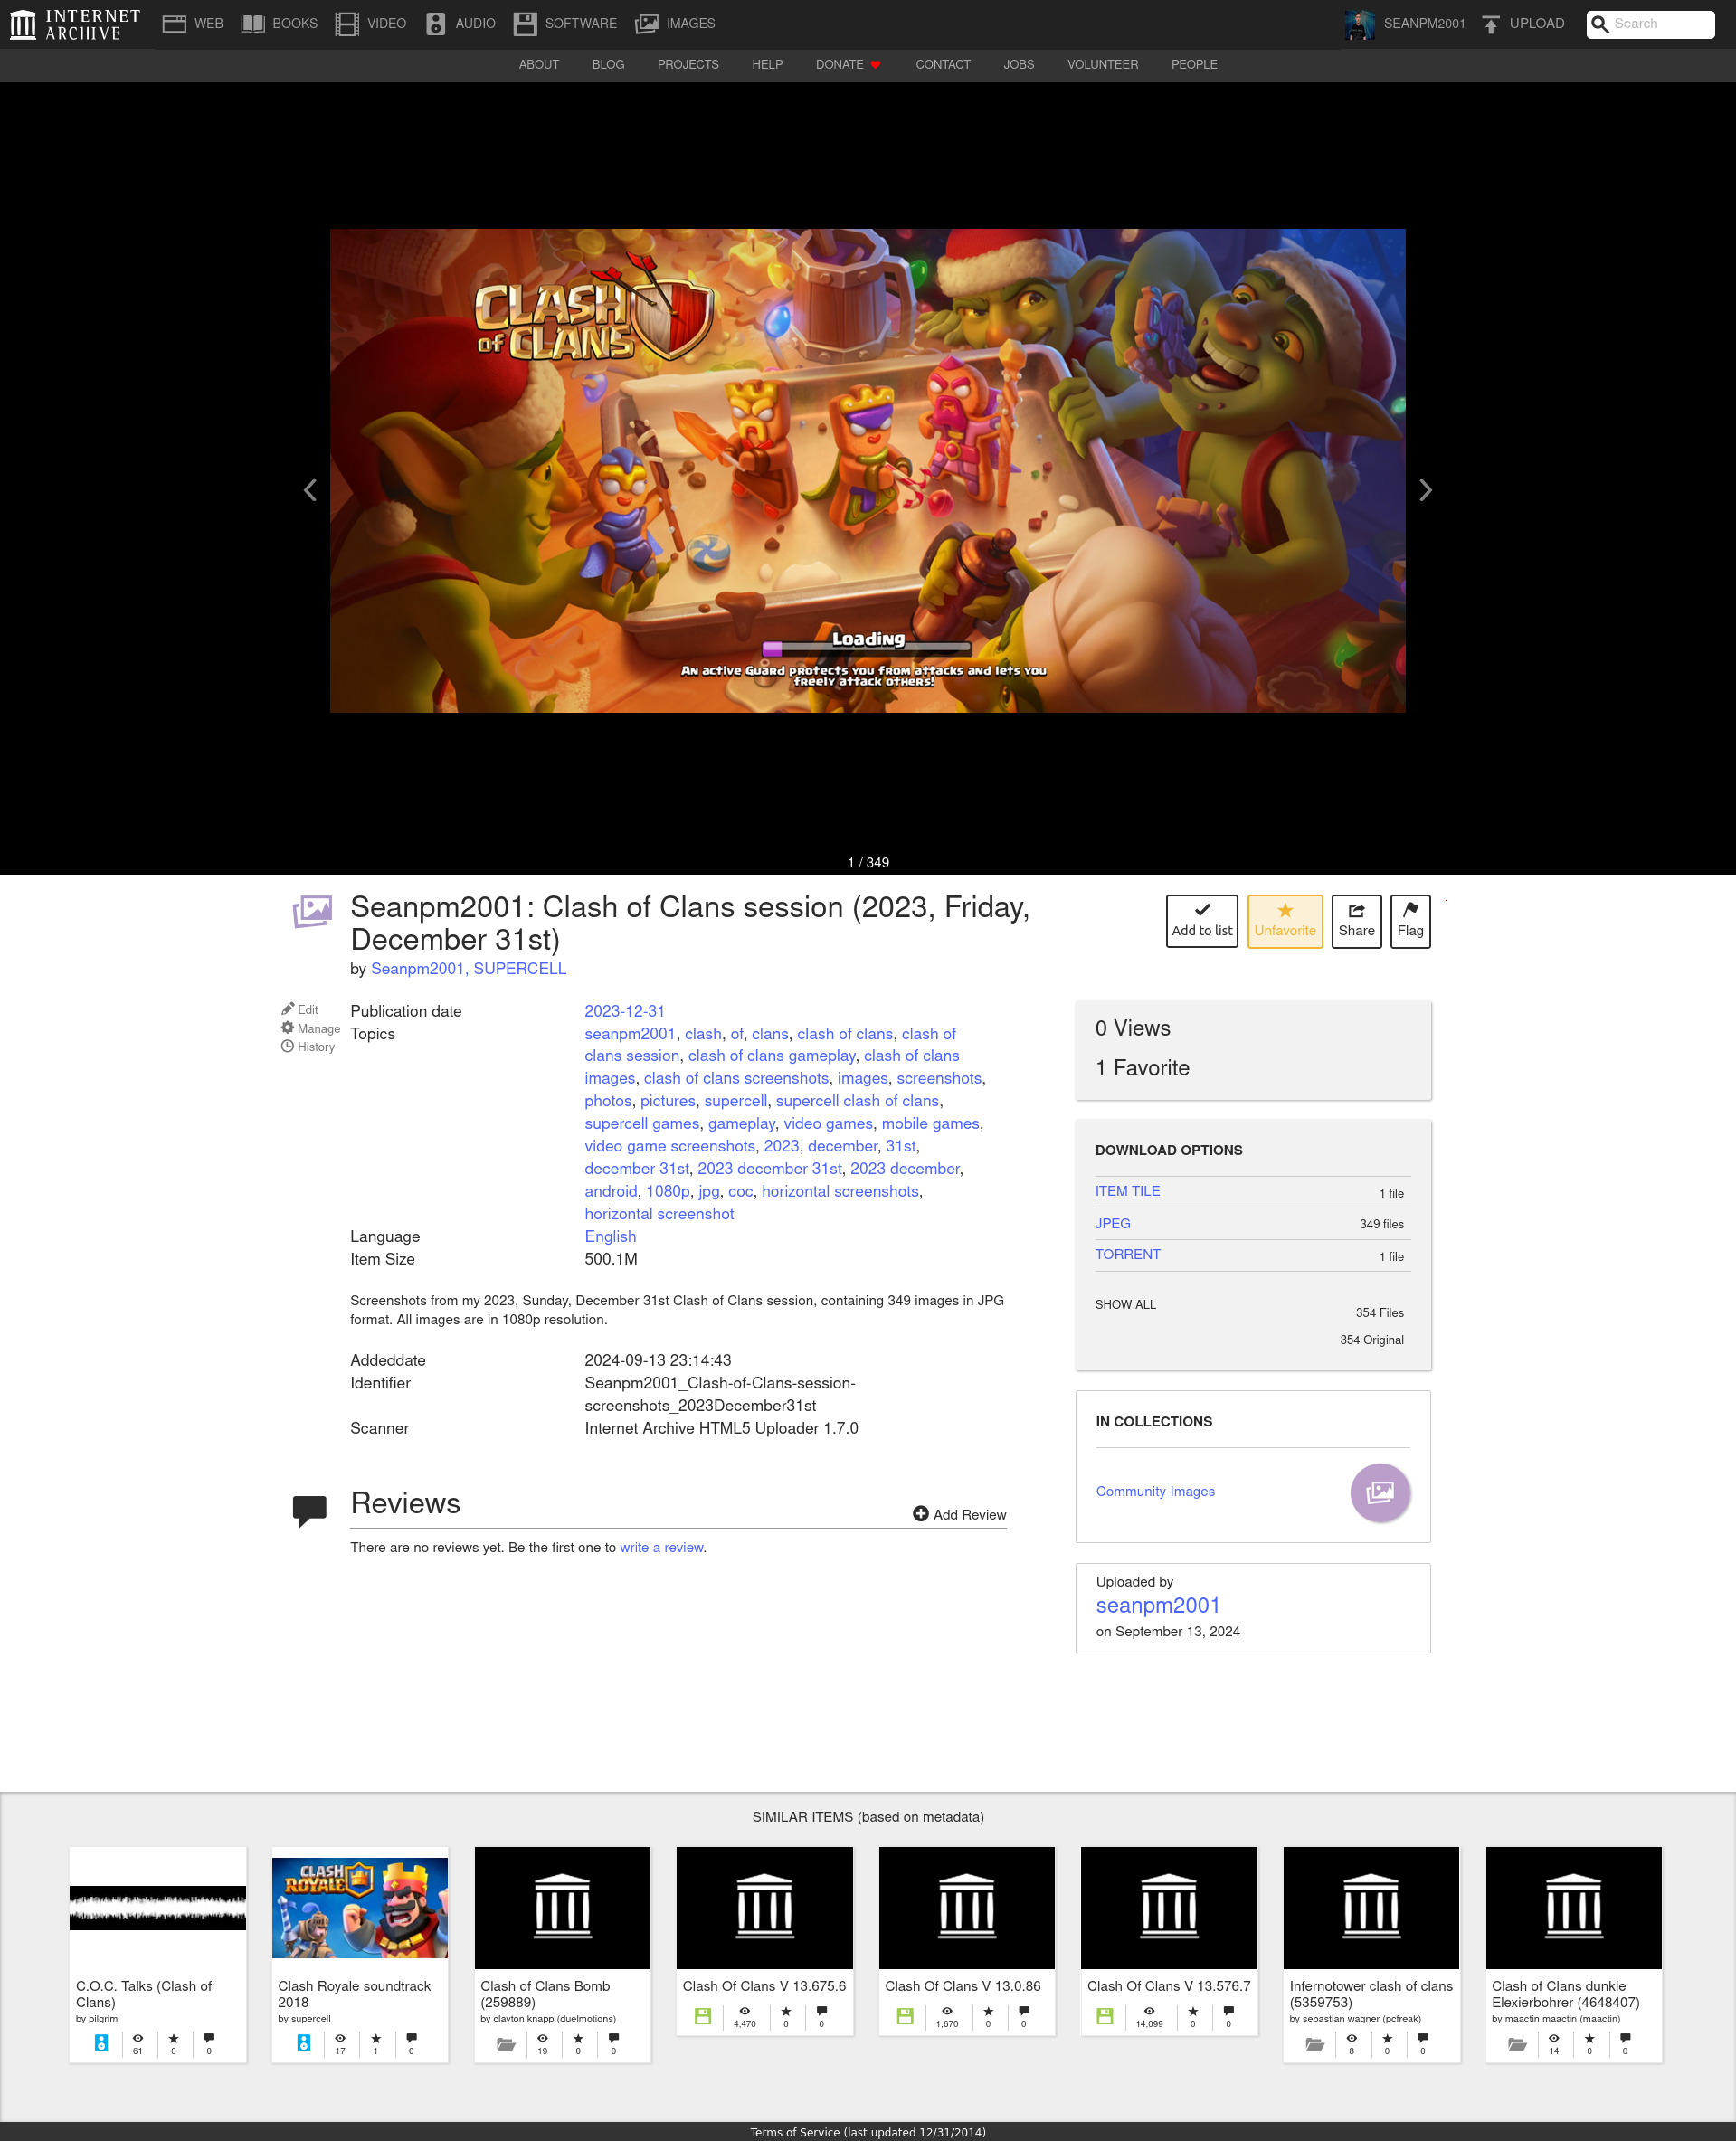 INTERNET
ARCHIVE
WEB BOOKS VIDEO AUDIO SOFTWARE IMAGES
SEANPM2001 UPLOAD Search
ABOUT BLOG PROJECTS HELP DONATE CONTACT JOBS VOLUNTEER PEOPLE
CLASH
OF CLANS
Loading
An active Guard protects you from attacks and lets you
freely attack others!
1 / 349
Seanpm2001: Clash of Clans session (2023, Friday,
December 31st)
by Seanpm2001, SUPERCELL
Add to list Unfavorite Share Flag
Edit
Manage
History
Publication date 2023-12-31
Topics seanpm2001, clash, of, clans, clash of clans, clash of
clans session, clash of clans gameplay, clash of clans
images, clash of clans screenshots, images, screenshots,
photos, pictures, supercell, supercell clash of clans,
supercell games, gameplay, video games, mobile games,
video game screenshots, 2023, december, 31st,
december 31st, 2023 december 31st, 2023 december,
android, 1080p, jpg, coc, horizontal screenshots,
horizontal screenshot
Language English
Item Size 500.1M
Screenshots from my 2023, Sunday, December 31st Clash of Clans session, containing 349 images in JPG
format. All images are in 1080p resolution.
Addeddate 2024-09-13 23:14:43
Identifier Seanpm2001_Clash-of-Clans-session-
screenshots_2023December31st
Scanner Internet Archive HTML5 Uploader 1.7.0
Reviews
Add Review
There are no reviews yet. Be the first one to write a review.
0 Views
1 Favorite
DOWNLOAD OPTIONS
ITEM TILE 1 file
JPEG 349 files
TORRENT 1 file
SHOW ALL 354 Files
354 Original
IN COLLECTIONS
Community Images
Uploaded by
seanpm2001
on September 13, 2024
SIMILAR ITEMS (based on metadata)
C.O.C. Talks (Clash of
Clans)
by pilgrim
61 0 0
CLASH
ROYALE
Clash Royale soundtrack
2018
by supercell
17 1 0
Clash of Clans Bomb
(259889)
by clayton knapp (duelmotions)
19 0 0
Clash Of Clans V 13.675.6
4,470 0 0
Clash Of Clans V 13.0.86
1,670 0 0
Clash Of Clans V 13.576.7
14,099 0 0
Infernotower clash of clans
(5359753)
by sebastian wagner (pcfreak)
8 0 0
Clash of Clans dunkle
Elexierbohrer (4648407)
by maactin maactin (maactin)
14 0 0
Terms of Service (last updated 12/31/2014)